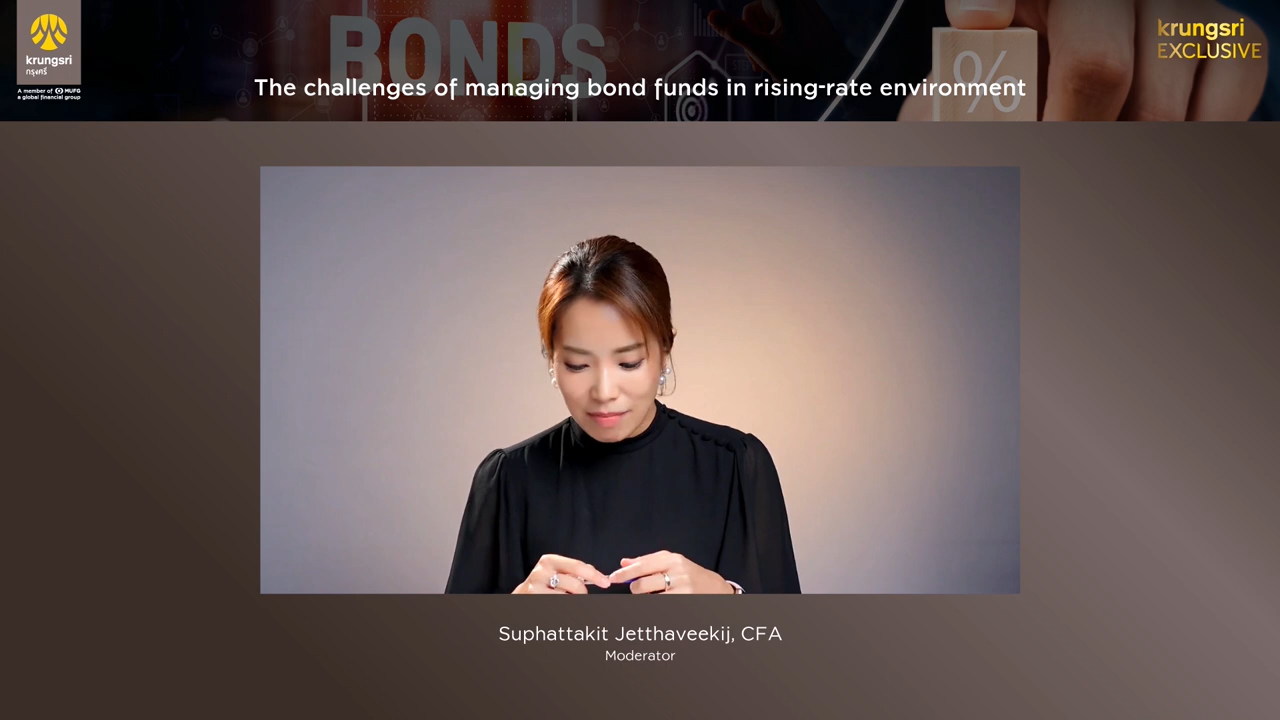 krungsri
กรุงศรี
A member of MUFG
a global financial group
BONDS
%
The challenges of managing bond funds in rising-rate environment
krungsri
EXCLUSIVE
Suphattakit Jetthaveekij, CFA
Moderator